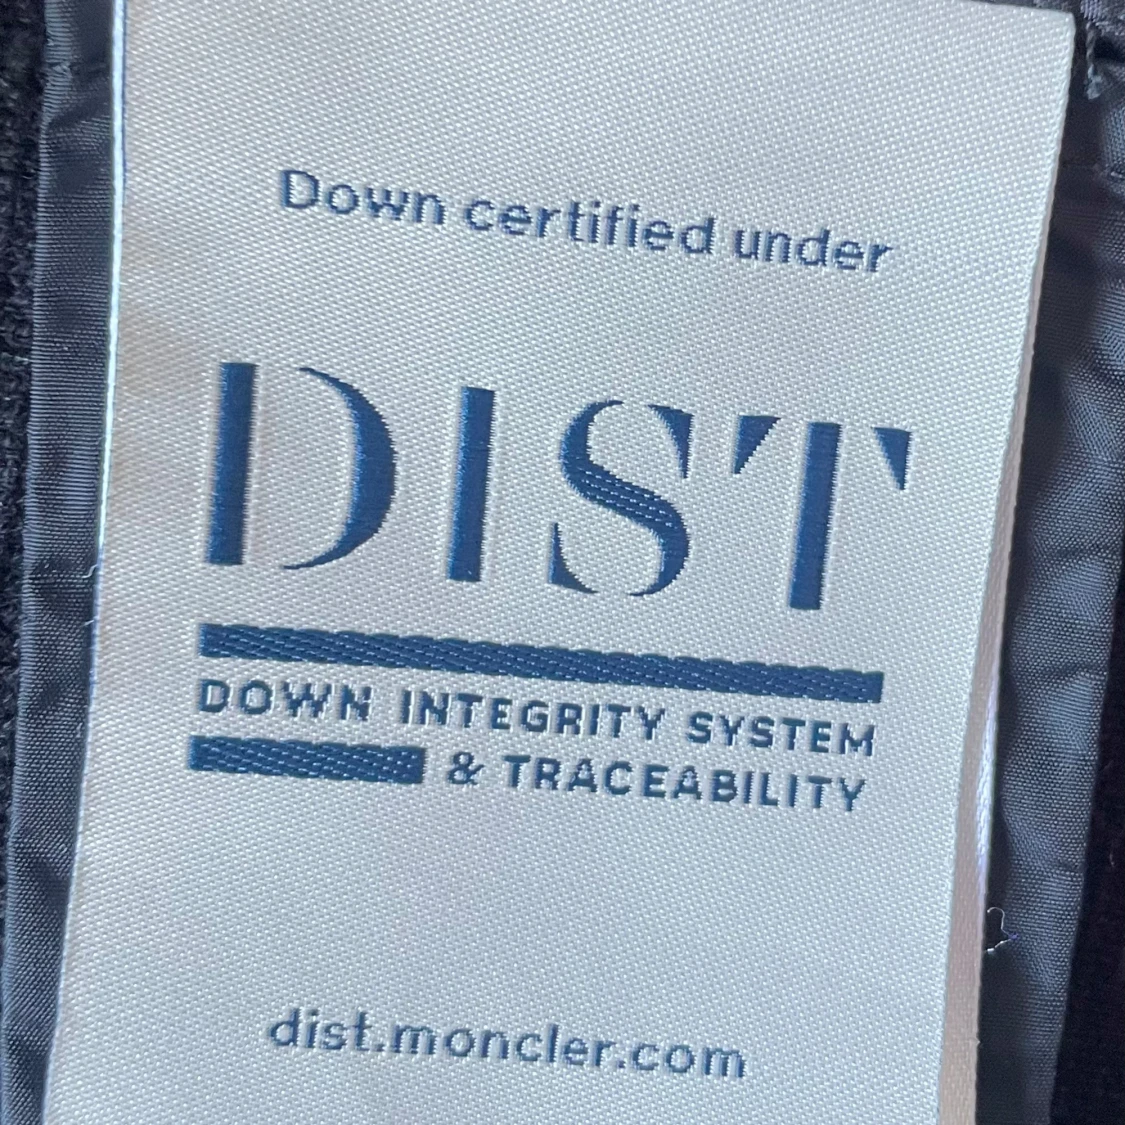 Down certified under
DIST
DOWN INTEGRITY SYSTEM
& TRACEABILITY
dist.moncler.com